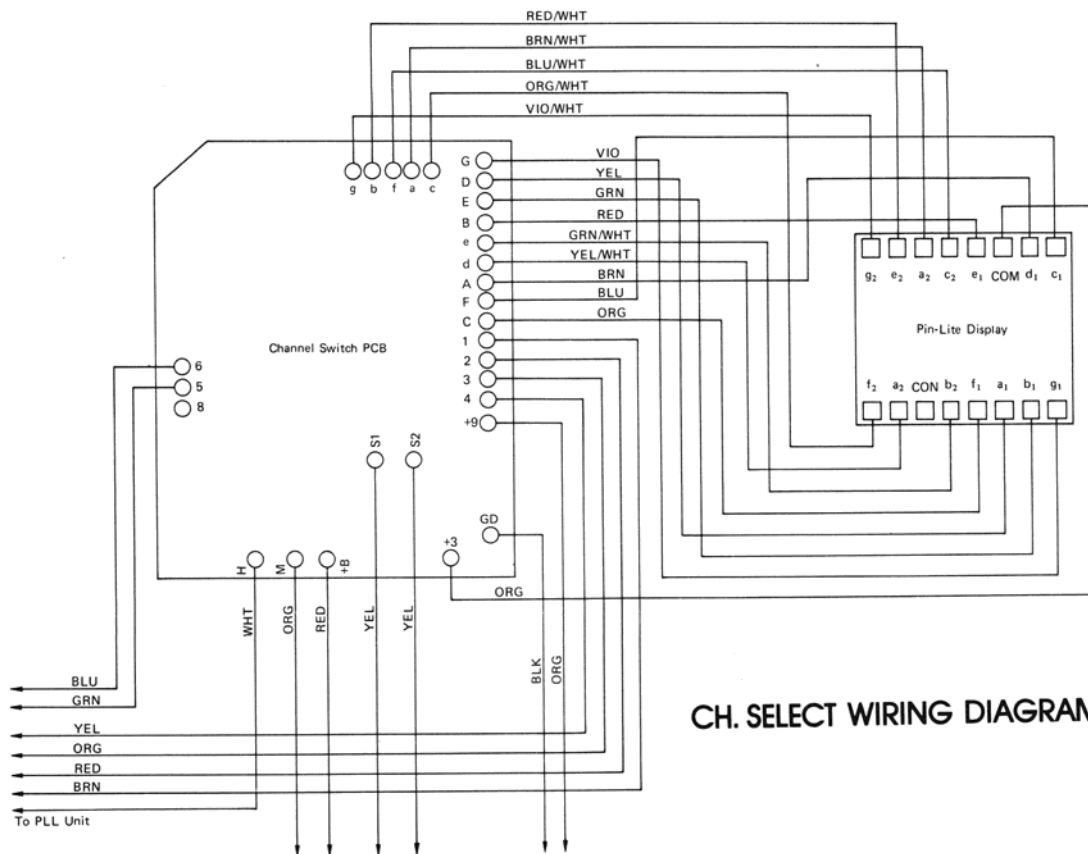 RED/WHT
BRN/WHT
BLU/WHT
ORG/WHT
VIO/WHT
g b f a c
G VIO
D YEL
E GRN
B RED
e GRN/WHT
d YEL/WHT
A BRN
F BLU
C ORG
1
2
3
4
+9
g2 e2 a2 c2 e1 COM d1 c1
Pin-Lite Display
f2 a2 CON b2 f1 a1 b1 g1
Channel Switch PCB
6
5
8
S1 S2
GD
+3
H M +B
ORG
WHT ORG RED YEL YEL
BLK ORG
BLU
GRN
YEL
ORG
RED
BRN
To PLL Unit
CH. SELECT WIRING DIAGRAM